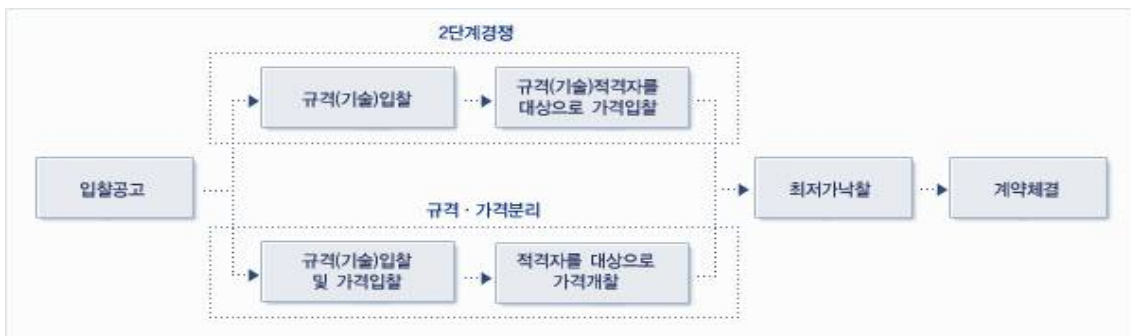 2단계경쟁
규격(기술)입찰
규격(기술)적격자를
대상으로 가격입찰
입찰공고
최저가낙찰
계약체결
규격 · 가격분리
규격(기술)입찰
및 가격입찰
적격자를 대상으로
가격개찰